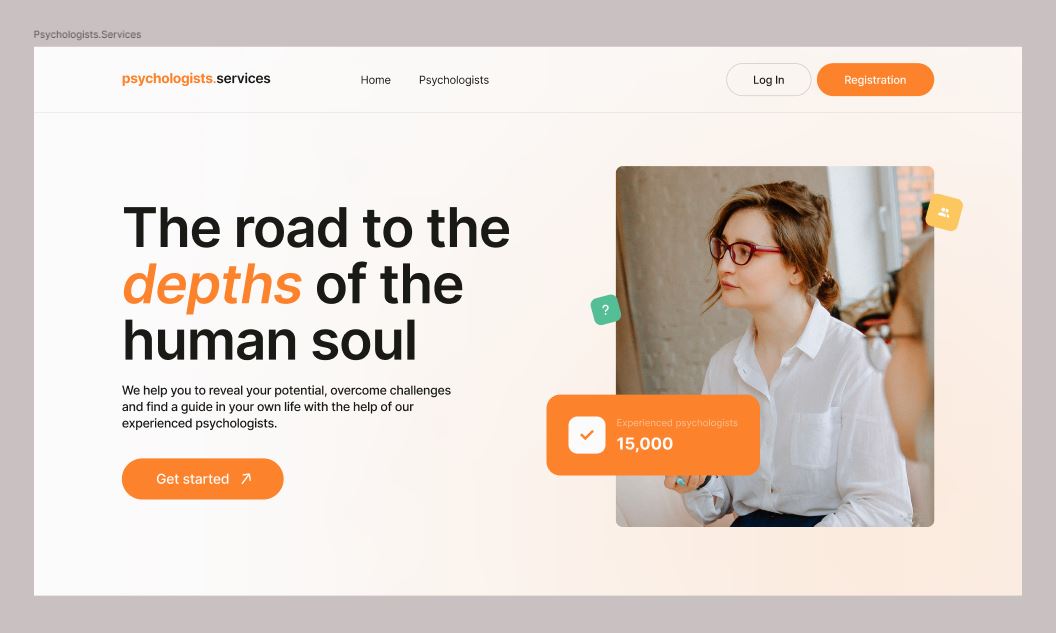 Psychologists.Services
psychologists.services
Home
Psychologists
Log In
Registration
The road to the
depths of the
human soul
We help you to reveal your potential, overcome challenges
and find a guide in your own life with the help of our
experienced psychologists.
Get started
?
Experienced psychologists
15,000